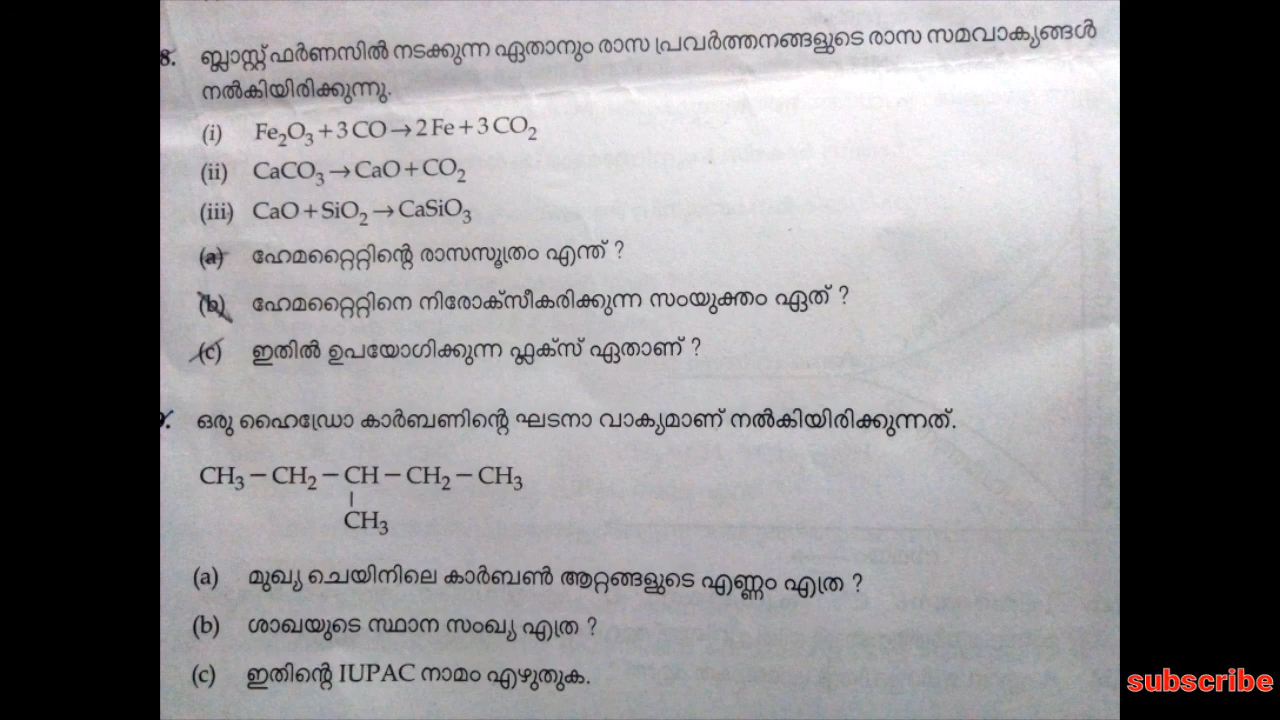 8. ബ്ലാസ്റ്റ് ഫർണസിൽ നടക്കുന്ന ഏതാനും രാസ പ്രവർത്തനങ്ങളുടെ രാസ സമവാക്യങ്ങൾ
നൽകിയിരിക്കുന്നു.
(i) Fe₂O₃ + 3 CO → 2 Fe + 3 CO₂
(ii) CaCO₃ → CaO + CO₂
(iii) CaO + SiO₂ → CaSiO₃
(a) ഹേമറ്റൈറ്റിന്റെ രാസസൂത്രം എന്ത് ?
(b) ഹേമറ്റൈറ്റിനെ നിരോക്സീകരിക്കുന്ന സംയുക്തം ഏത് ?
(c) ഇതിൽ ഉപയോഗിക്കുന്ന ഫ്ലക്സ് ഏതാണ് ?
ഒരു ഹൈഡ്രോ കാർബണിന്റെ ഘടനാ വാക്യമാണ് നൽകിയിരിക്കുന്നത്.
CH₃ – CH₂ – CH – CH₂ – CH₃
|
CH₃
(a) മുഖ്യ ചെയിനിലെ കാർബൺ ആറ്റങ്ങളുടെ എണ്ണം എത്ര ?
(b) ശാഖയുടെ സ്ഥാന സംഖ്യ എത്ര ?
(c) ഇതിന്റെ IUPAC നാമം എഴുതുക.
subscribe